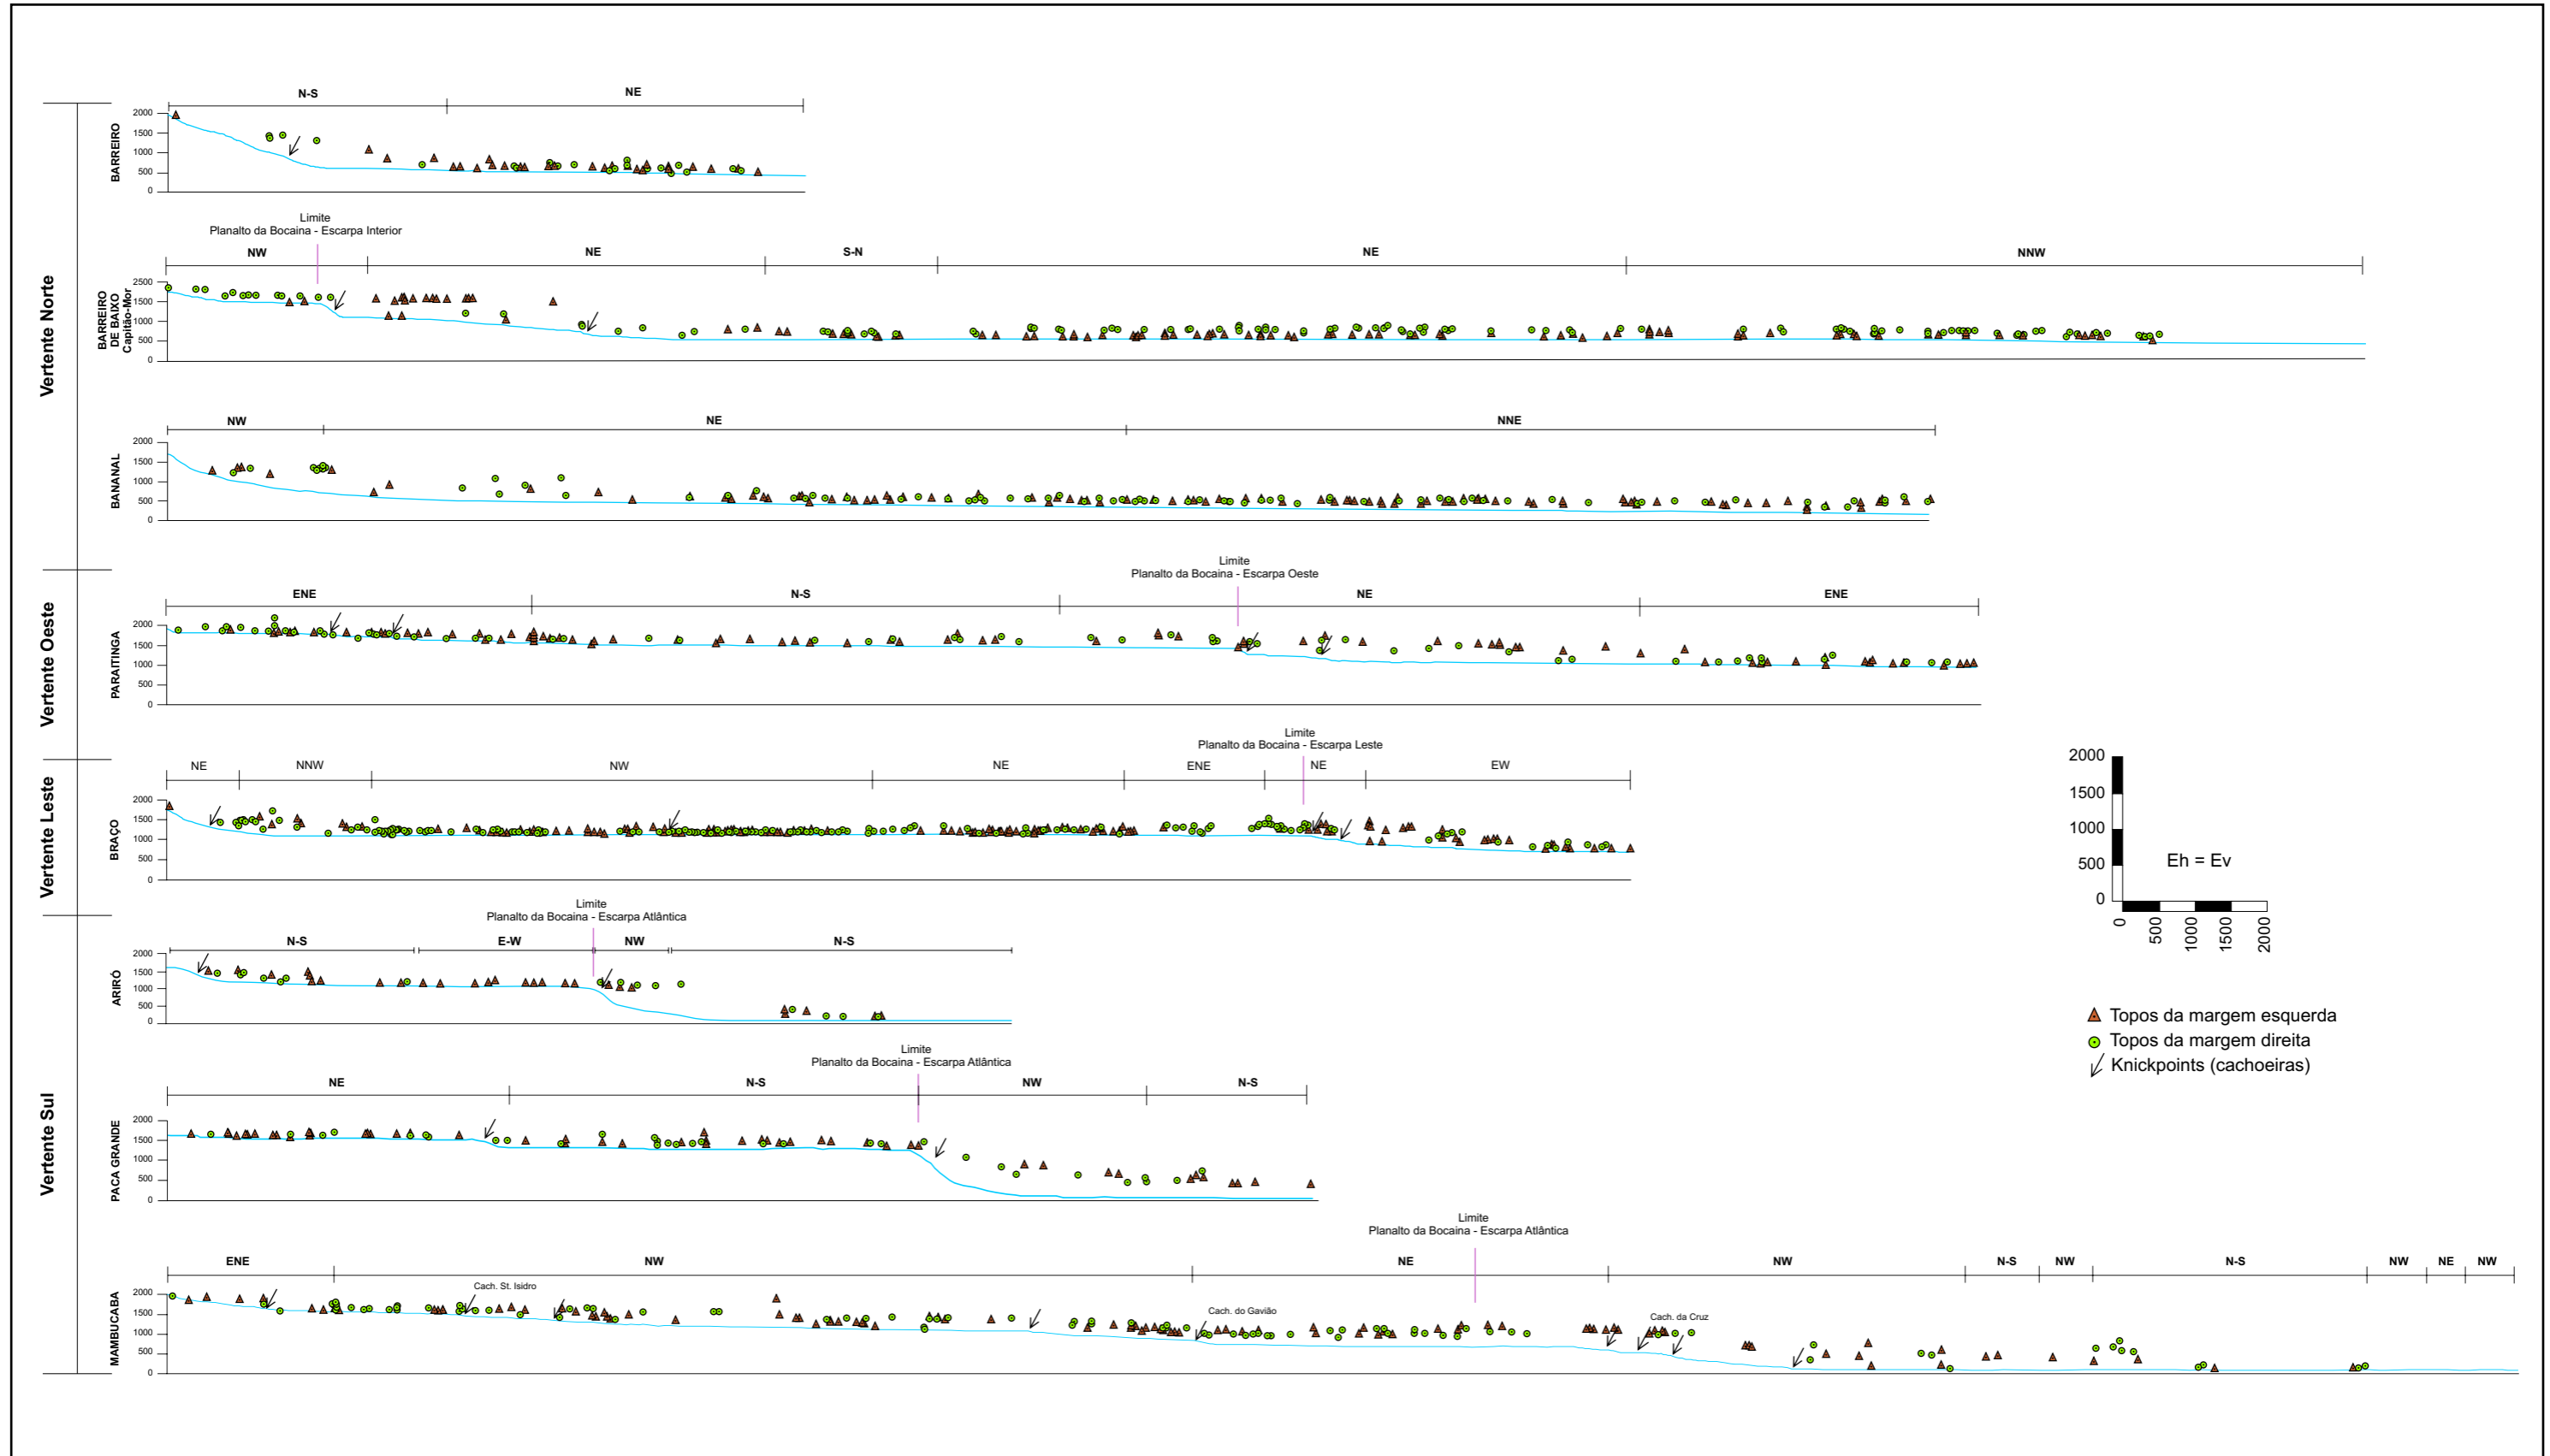 Vertente Norte
N-S NE
BARREIRO
2000
1500
1000
500
0
Limite
Planalto da Bocaina - Escarpa Interior
NW NE S-N NE NNW
BARREIRO
DE BAIXO
Capitão-Mor
2500
1500
1000
500
0
NW NE NNE
BANANAL
2000
1500
1000
500
0
Vertente Oeste
Limite
Planalto da Bocaina - Escarpa Oeste
ENE N-S NE ENE
PARAITINGA
2000
1500
1000
500
0
Vertente Leste
Limite
Planalto da Bocaina - Escarpa Leste
NE NNW NW NE ENE NE EW
BRAÇO
2000
1500
1000
500
0
Vertente Sul
Limite
Planalto da Bocaina - Escarpa Atlântica
N-S E-W NW N-S
ARIRÓ
2000
1500
1000
500
0
Limite
Planalto da Bocaina - Escarpa Atlântica
NE N-S NW N-S
PACA GRANDE
2000
1500
1000
500
0
Limite
Planalto da Bocaina - Escarpa Atlântica
ENE NW NE NW N-S NW N-S NW NE NW
Cach. St. Isidro
Cach. do Gavião
Cach. da Cruz
MAMBUCABA
2000
1500
1000
500
0
2000
1500
1000
500
0
Eh = Ev
0 500 1000 1500 2000
Topos da margem esquerda
Topos da margem direita
Knickpoints (cachoeiras)